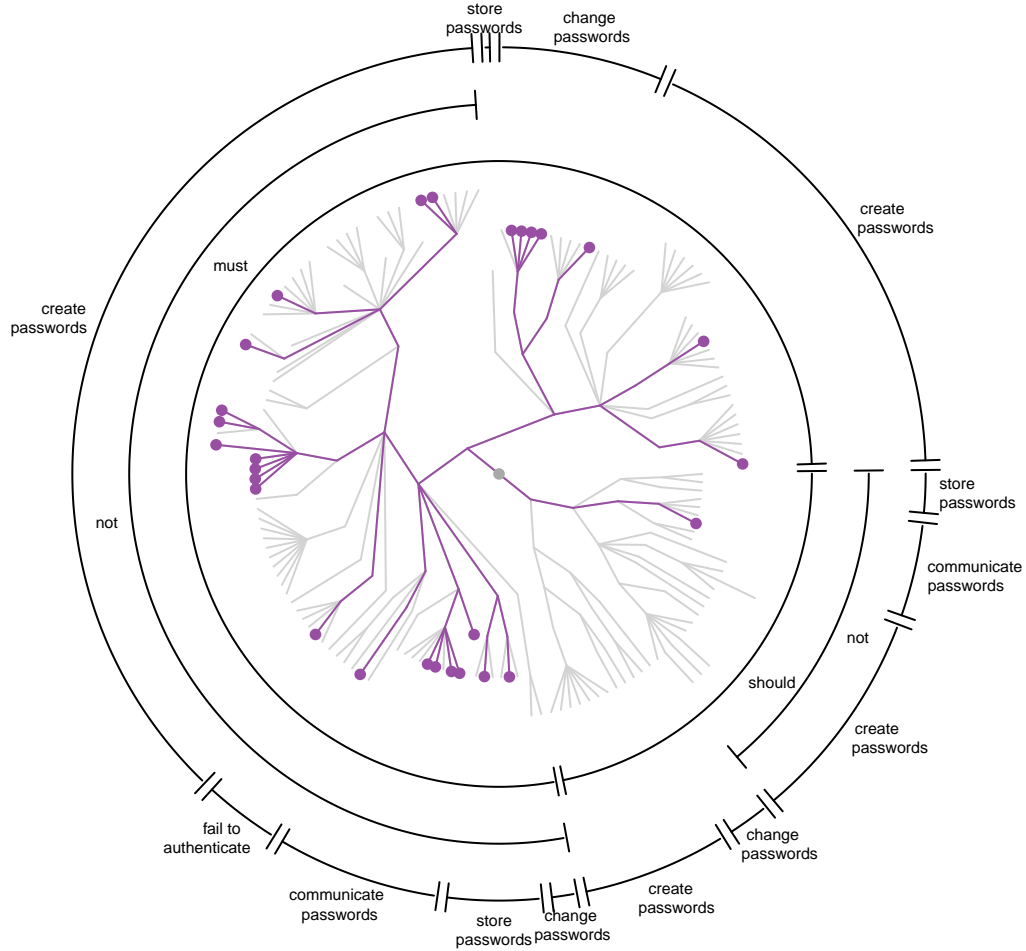 store
passwords
change
passwords
create
passwords
must
create
passwords
store
passwords
not
communicate
passwords
not
should
create
passwords
fail to
authenticate
change
passwords
communicate
passwords
create
passwords
store
passwords
change
passwords